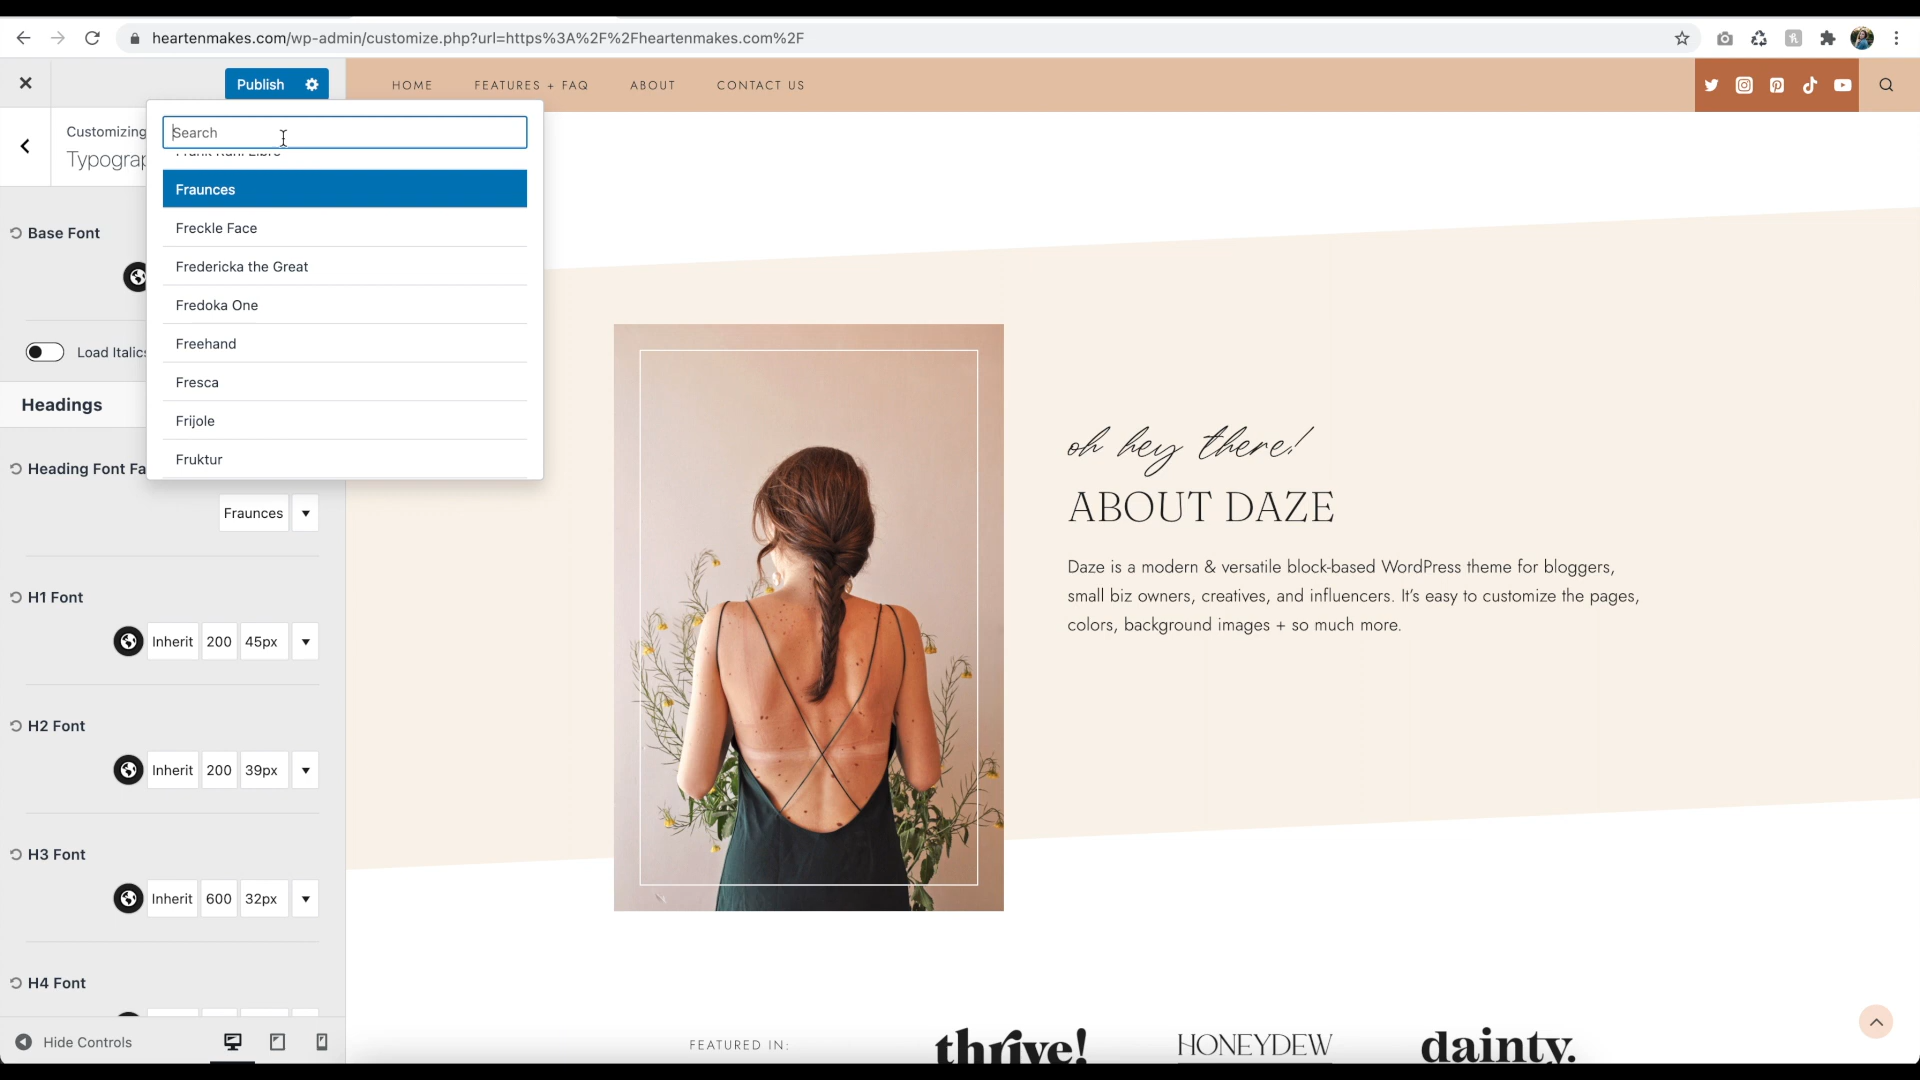 heartenmakes.com/wp-admin/customize.php?url=https%3A%2F%2Fheartenmakes.com%2F
Publish
HOME FEATURES + FAQ ABOUT CONTACT US
Customizing
Typograp
Search
Frank Ruhl Libre
Fraunces
Freckle Face
Fredericka the Great
Fredoka One
Freehand
Fresca
Frijole
Fruktur
Base Font
Load Italics
Headings
Heading Font Fa
Fraunces
H1 Font
Inherit 200 45px
H2 Font
Inherit 200 39px
H3 Font
Inherit 600 32px
H4 Font
Hide Controls
oh hey there!
ABOUT DAZE
Daze is a modern & versatile block-based WordPress theme for bloggers,
small biz owners, creatives, and influencers. It's easy to customize the pages,
colors, background images + so much more.
FEATURED IN: thrive! HONEYDEW dainty.